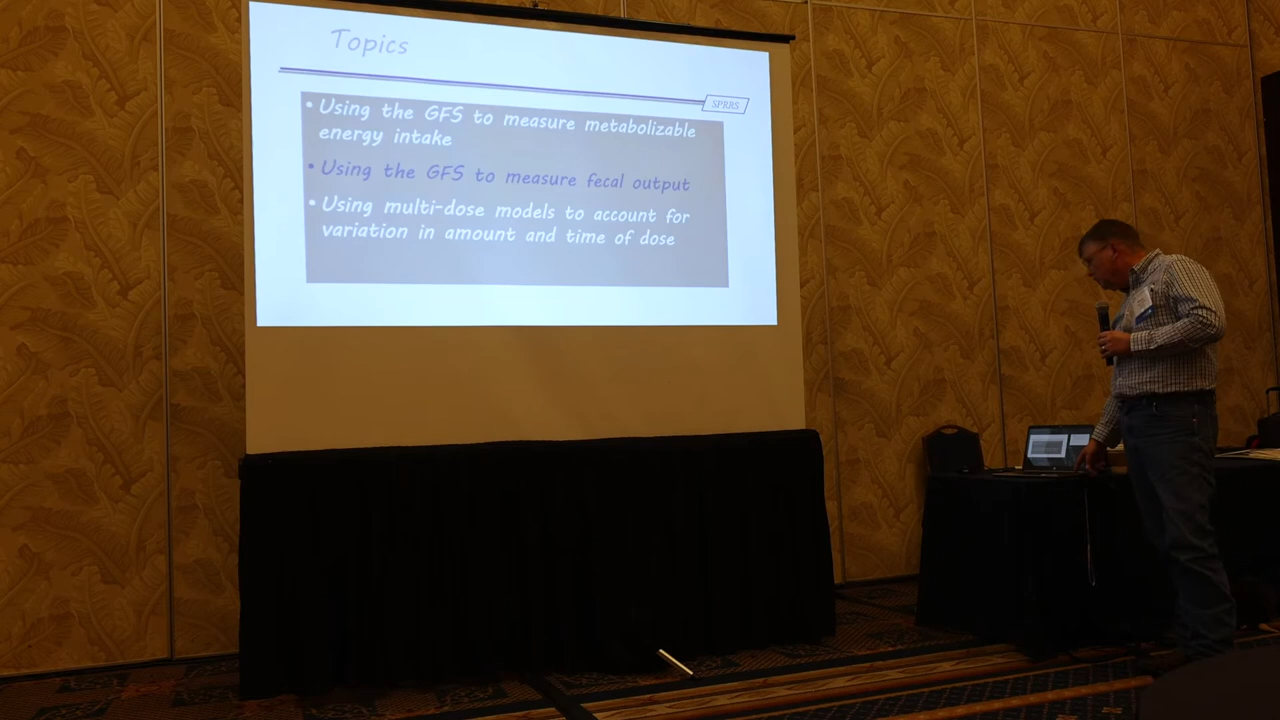 Topics
SPRRS
• Using the GFS to measure metabolizable
energy intake
• Using the GFS to measure fecal output
• Using multi-dose models to account for
variation in amount and time of dose